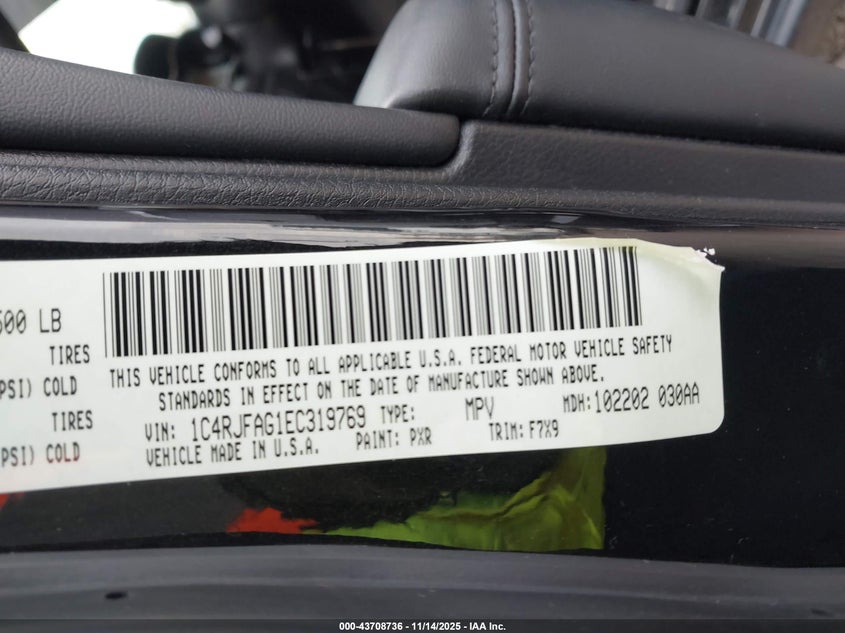 500 LB
TIRES
PSI) COLD
TIRES
PSI) COLD
THIS VEHICLE CONFORMS TO ALL APPLICABLE U.S.A. FEDERAL MOTOR VEHICLE SAFETY
STANDARDS IN EFFECT ON THE DATE OF MANUFACTURE SHOWN ABOVE.
VIN: 1C4RJFAG1EC319769 TYPE: MPV MDH: 102202 030AA
VEHICLE MADE IN U.S.A. PAINT: PXR TRIM: F7X9
000-43708736 - 11/14/2025 - IAA Inc.